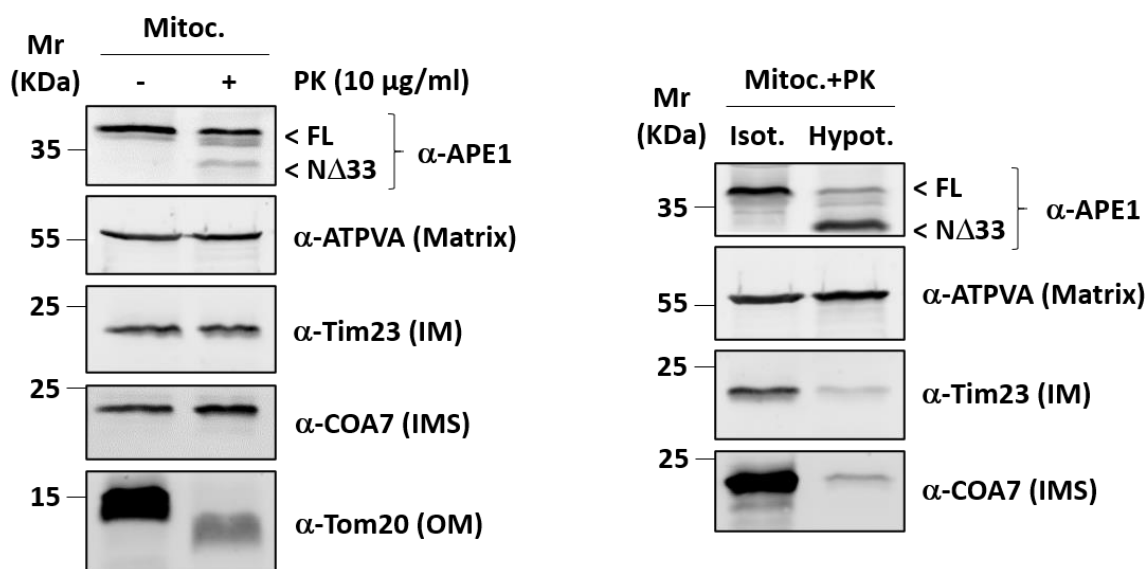 Mitoc.
Mr
(KDa)
- + PK (10 µg/ml)
35
< FL
< NΔ33
α-APE1
55
α-ATPVA (Matrix)
25
α-Tim23 (IM)
25
α-COA7 (IMS)
15
α-Tom20 (OM)
Mitoc.+PK
Mr
(KDa)
Isot. Hypot.
35
< FL
< NΔ33
α-APE1
55
α-ATPVA (Matrix)
25
α-Tim23 (IM)
25
α-COA7 (IMS)